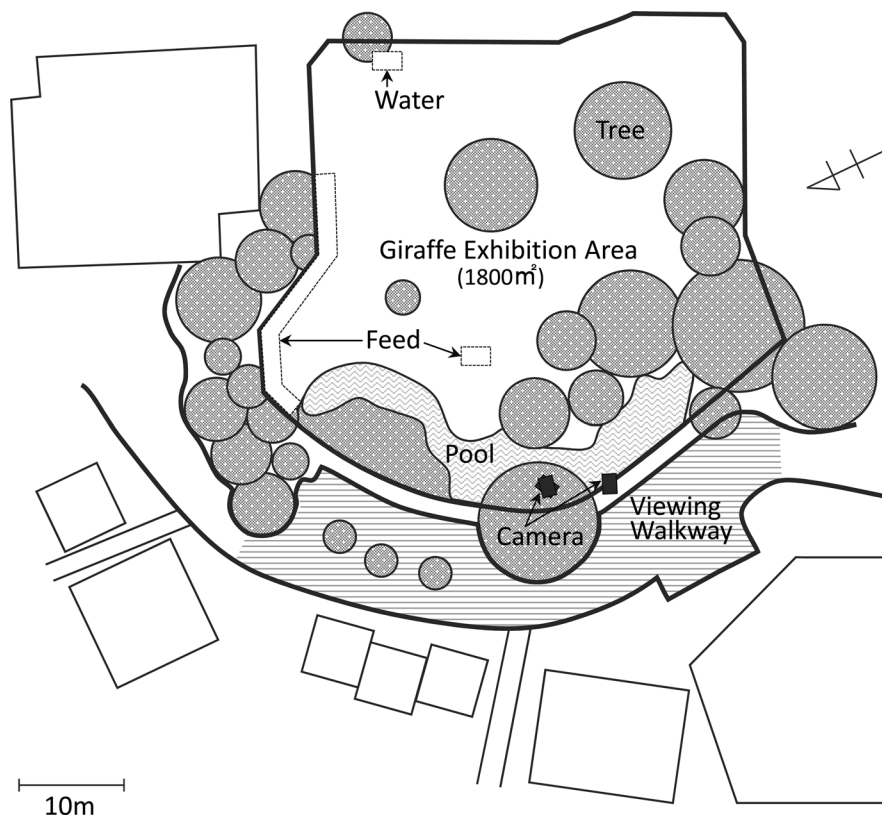 Water
Tree
Giraffe Exhibition Area
(1800㎡)
Feed
Pool
Viewing
Walkway
Camera
10m